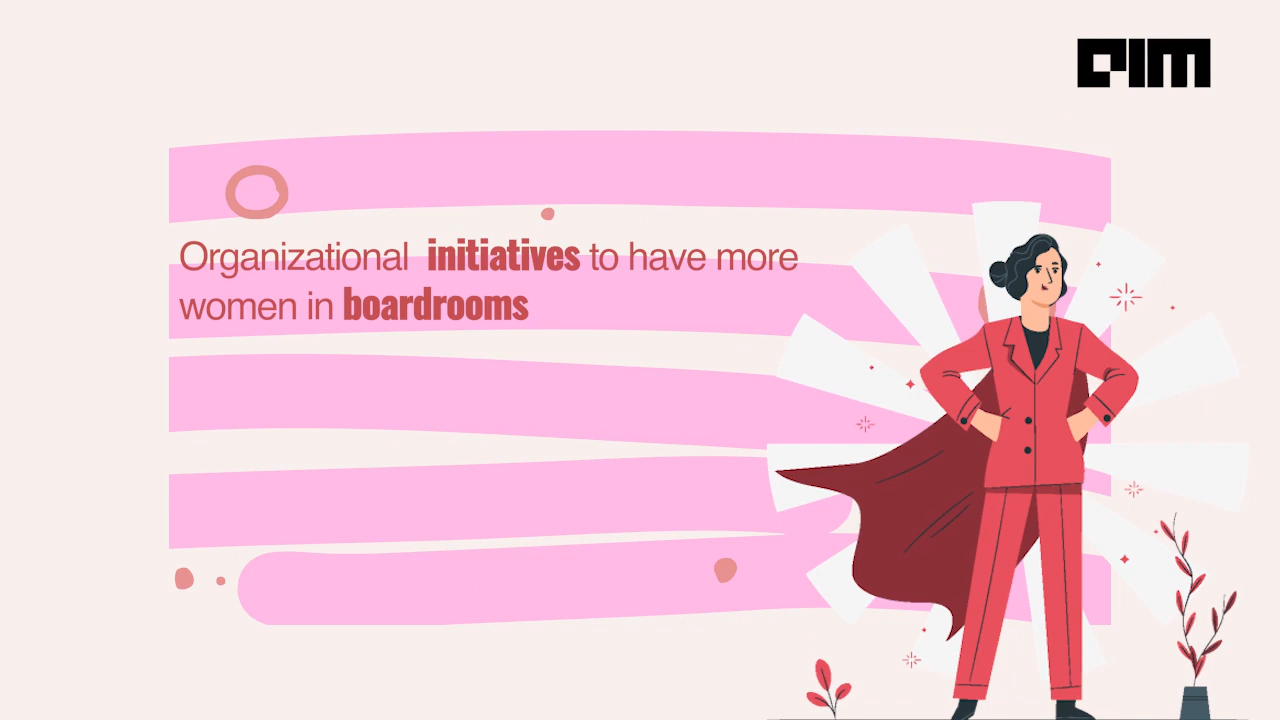 AIM
Organizational initiatives to have more
women in boardrooms